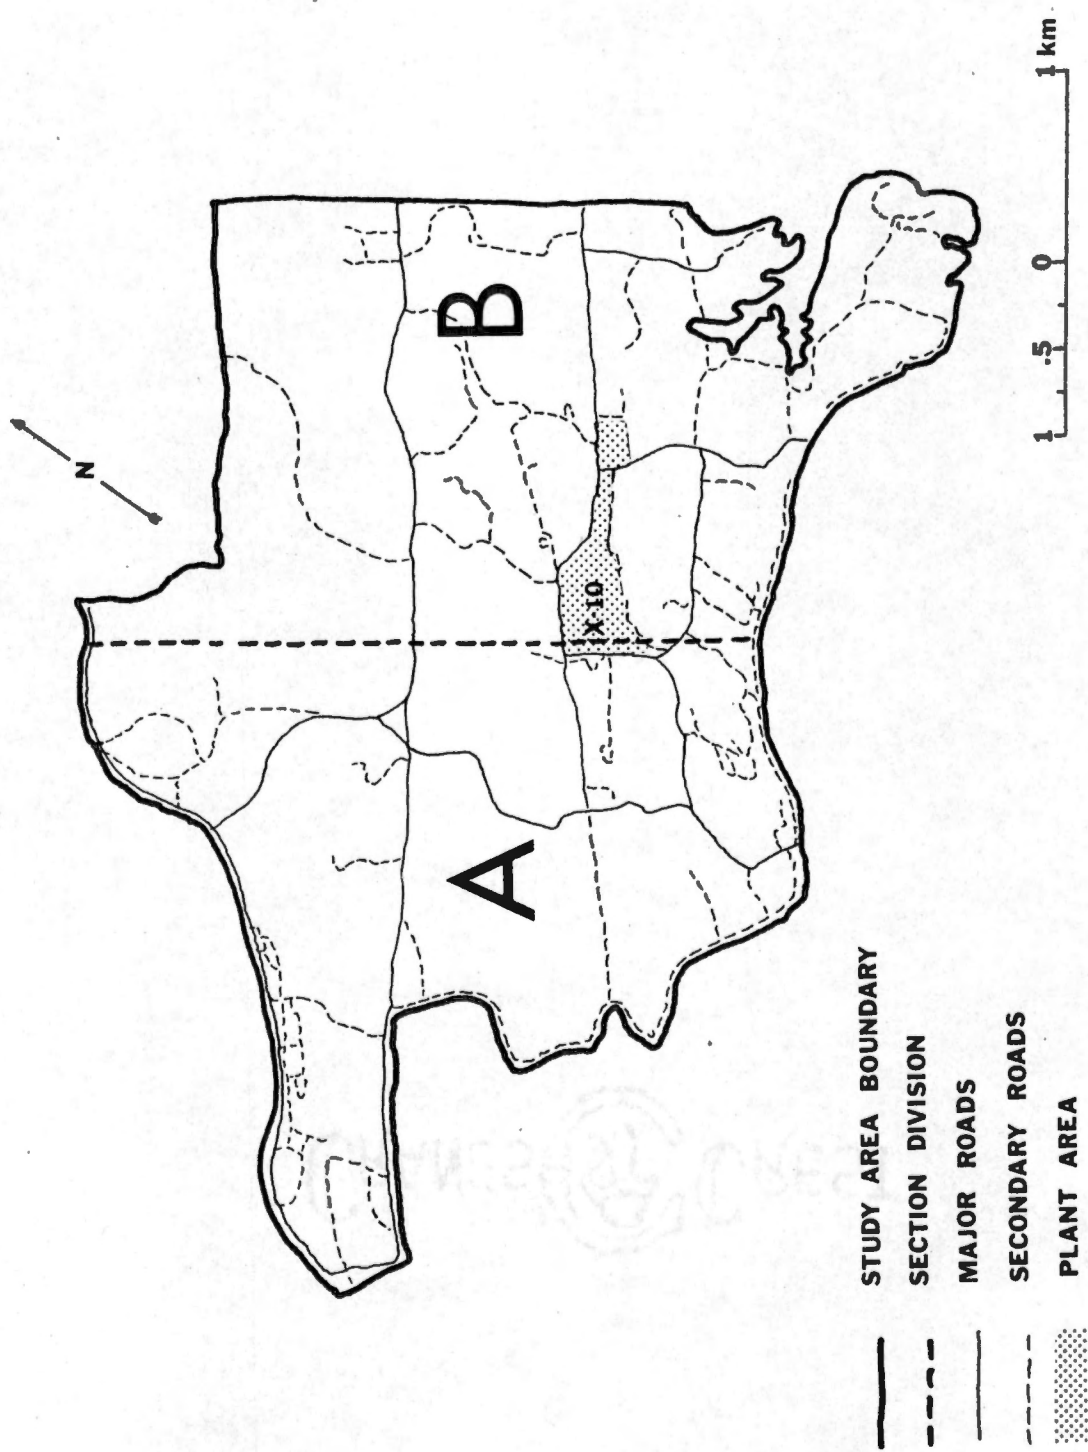 N
A
B
X-10
1 .5 0 1 km
STUDY AREA BOUNDARY
SECTION DIVISION
MAJOR ROADS
SECONDARY ROADS
PLANT AREA